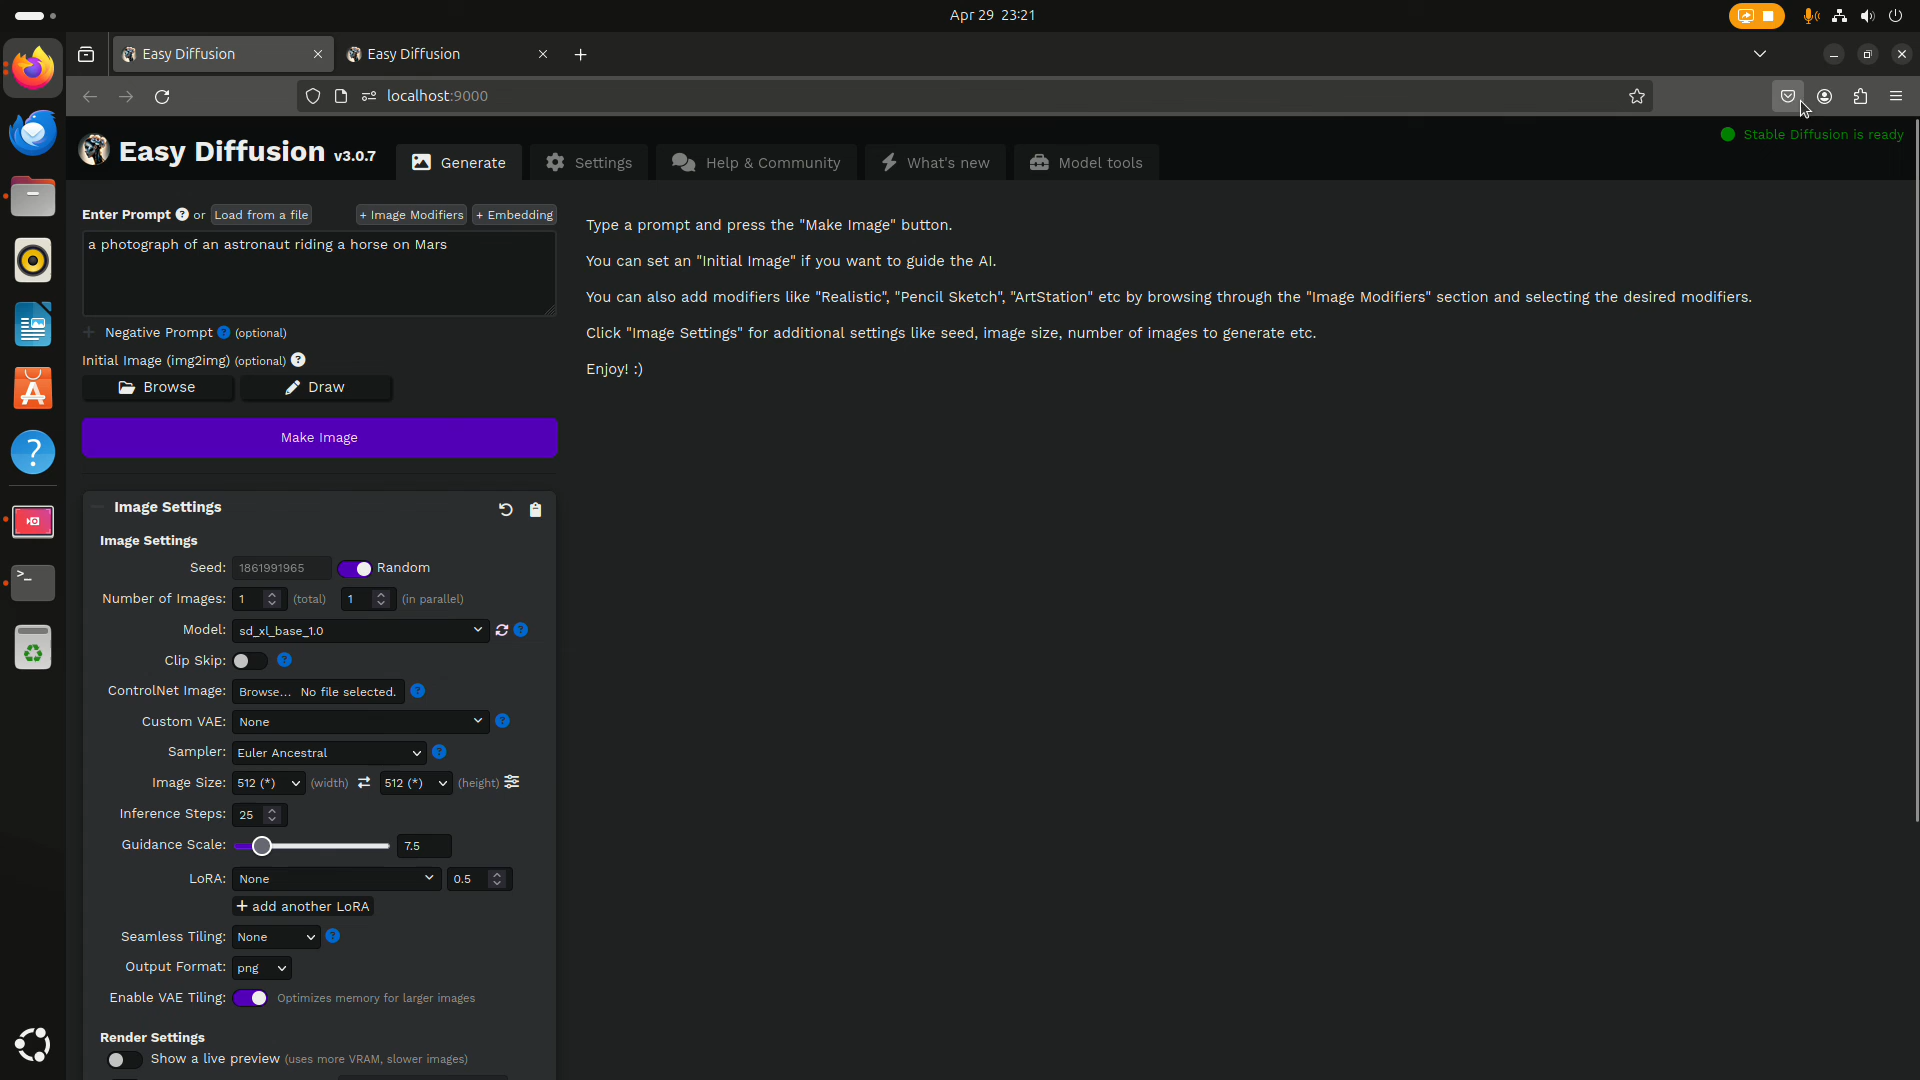 Apr 29 23:21
Easy Diffusion
Easy Diffusion
localhost:9000
Easy Diffusion v3.0.7
Generate
Settings
Help & Community
What's new
Model tools
Stable Diffusion is ready
Enter Prompt ? or Load from a file + Image Modifiers + Embedding
a photograph of an astronaut riding a horse on Mars
Negative Prompt ? (optional)
Initial Image (img2img) (optional) ?
Browse
Draw
Make Image
Type a prompt and press the "Make Image" button.
You can set an "Initial Image" if you want to guide the AI.
You can also add modifiers like "Realistic", "Pencil Sketch", "ArtStation" etc by browsing through the "Image Modifiers" section and selecting the desired modifiers.
Click "Image Settings" for additional settings like seed, image size, number of images to generate etc.
Enjoy! :)
Image Settings
Image Settings
Seed: 1861991965 Random
Number of Images: 1 (total) 1 (in parallel)
Model: sd_xl_base_1.0 ?
Clip Skip: ?
ControlNet Image: Browse... No file selected. ?
Custom VAE: None ?
Sampler: Euler Ancestral ?
Image Size: 512 (*) (width) 512 (*) (height)
Inference Steps: 25
Guidance Scale: 7.5
LoRA: None 0.5
+ add another LoRA
Seamless Tiling: None ?
Output Format: png
Enable VAE Tiling: Optimizes memory for larger images
Render Settings
Show a live preview (uses more VRAM, slower images)